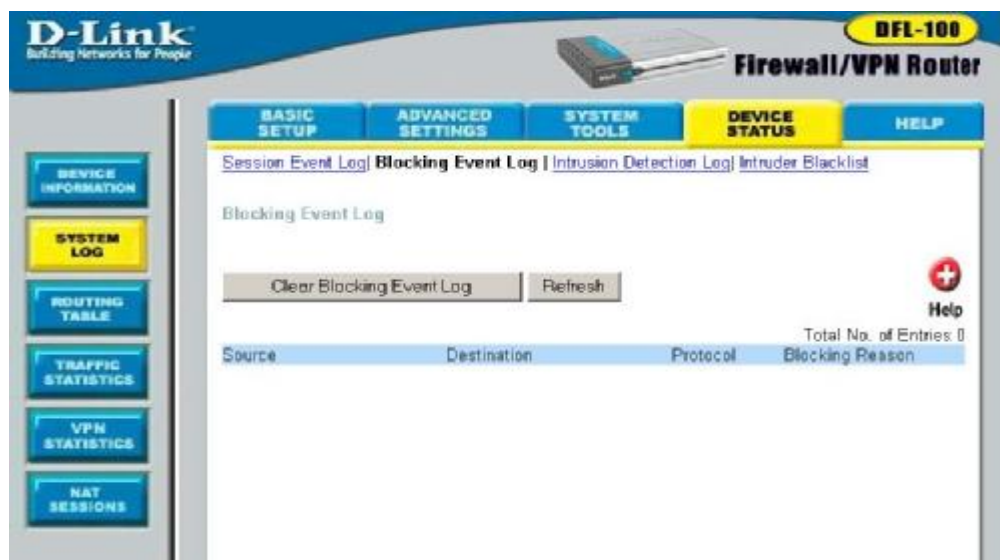 D-Link
Building Networks for People
DFL-100
Firewall/VPN Router
BASIC SETUP
ADVANCED SETTINGS
SYSTEM TOOLS
DEVICE STATUS
HELP
Session Event Log| Blocking Event Log | Intrusion Detection Log| Intruder Blacklist
DEVICE INFORMATION
SYSTEM LOG
ROUTING TABLE
TRAFFIC STATISTICS
VPN STATISTICS
NAT SESSIONS
Blocking Event Log
Clear Blocking Event Log
Refresh
Help
Total No. of Entries: 0
Source Destination Protocol Blocking Reason